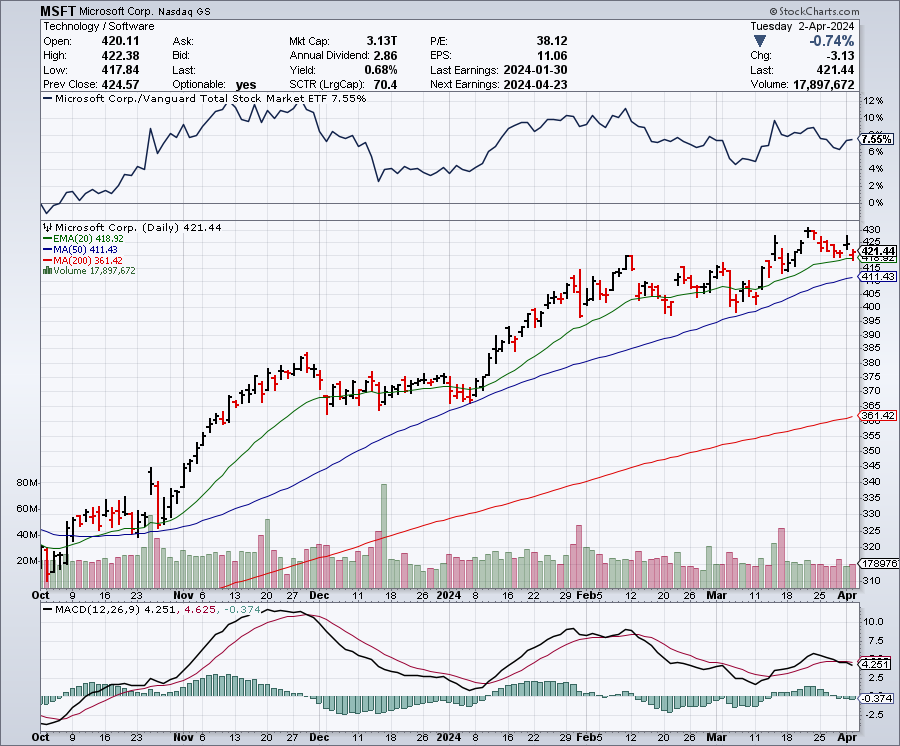 MSFT Microsoft Corp. Nasdaq GS
© StockCharts.com
Technology / Software
Tuesday 2-Apr-2024
Open: 420.11 Ask: Mkt Cap: 3.13T P/E: 38.12 -0.74%
High: 422.38 Bid: Annual Dividend: 2.86 EPS: 11.06 Chg: -3.13
Low: 417.84 Last: Yield: 0.68% Last Earnings: 2024-01-30 Last: 421.44
Prev Close: 424.57 Optionable: yes SCTR (LrgCap): 70.4 Next Earnings: 2024-04-23 Volume: 17,897,672
Microsoft Corp./Vanguard Total Stock Market ETF 7.55%
12%
10%
8%
7.55%
6%
4%
2%
0%
Microsoft Corp. (Daily) 421.44
EMA(20) 418.92
MA(50) 411.43
MA(200) 361.42
Volume 17,897,672
430
425
421.44
418.92
415
411.43
405
400
395
390
385
380
375
370
365
361.42
355
350
345
340
335
330
325
320
178976
310
80M
60M
40M
20M
Oct 9 16 23 Nov 6 13 20 27 Dec 11 18 26 2024 8 16 22 29 Feb 5 12 20 26 Mar 11 18 25 Apr
MACD(12,26,9) 4.251, 4.625, -0.374
10.0
7.5
4.251
2.5
-0.374
-2.5
Oct 9 16 23 Nov 6 13 20 27 Dec 11 18 26 2024 8 16 22 29 Feb 5 12 20 26 Mar 11 18 25 Apr